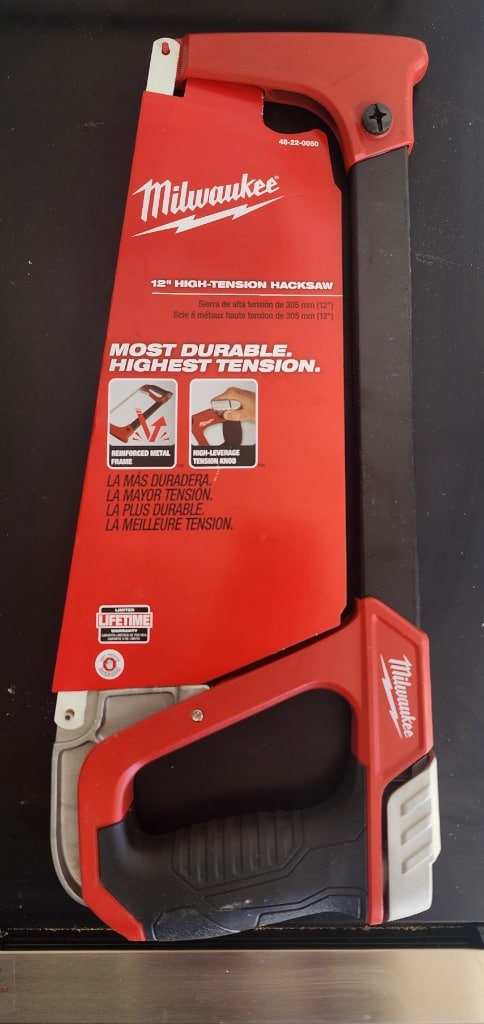 48-22-0050
Milwaukee
12" HIGH-TENSION HACKSAW
Sierra de alta tensión de 305 mm (12")
Scie à métaux haute tension de 305 mm (12")
MOST DURABLE.
HIGHEST TENSION.
REINFORCED METAL
FRAME
HIGH-LEVERAGE
TENSION KNOB
LA MÁS DURADERA.
LA MAYOR TENSIÓN.
LA PLUS DURABLE.
LA MEILLEURE TENSION.
LIMITED
LIFETIME
WARRANTY
Milwaukee